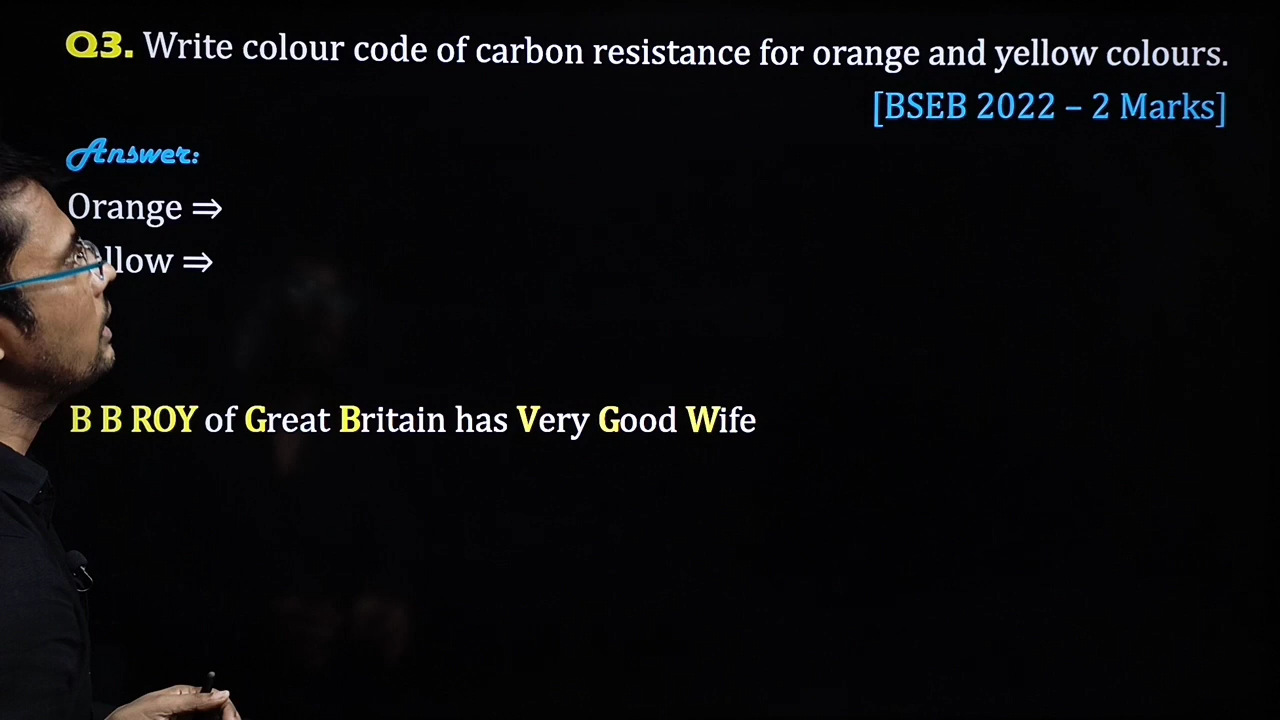 Q3. Write colour code of carbon resistance for orange and yellow colours.
[BSEB 2022 – 2 Marks]
Answer:
Orange ⇒
llow ⇒
B B ROY of Great Britain has Very Good Wife